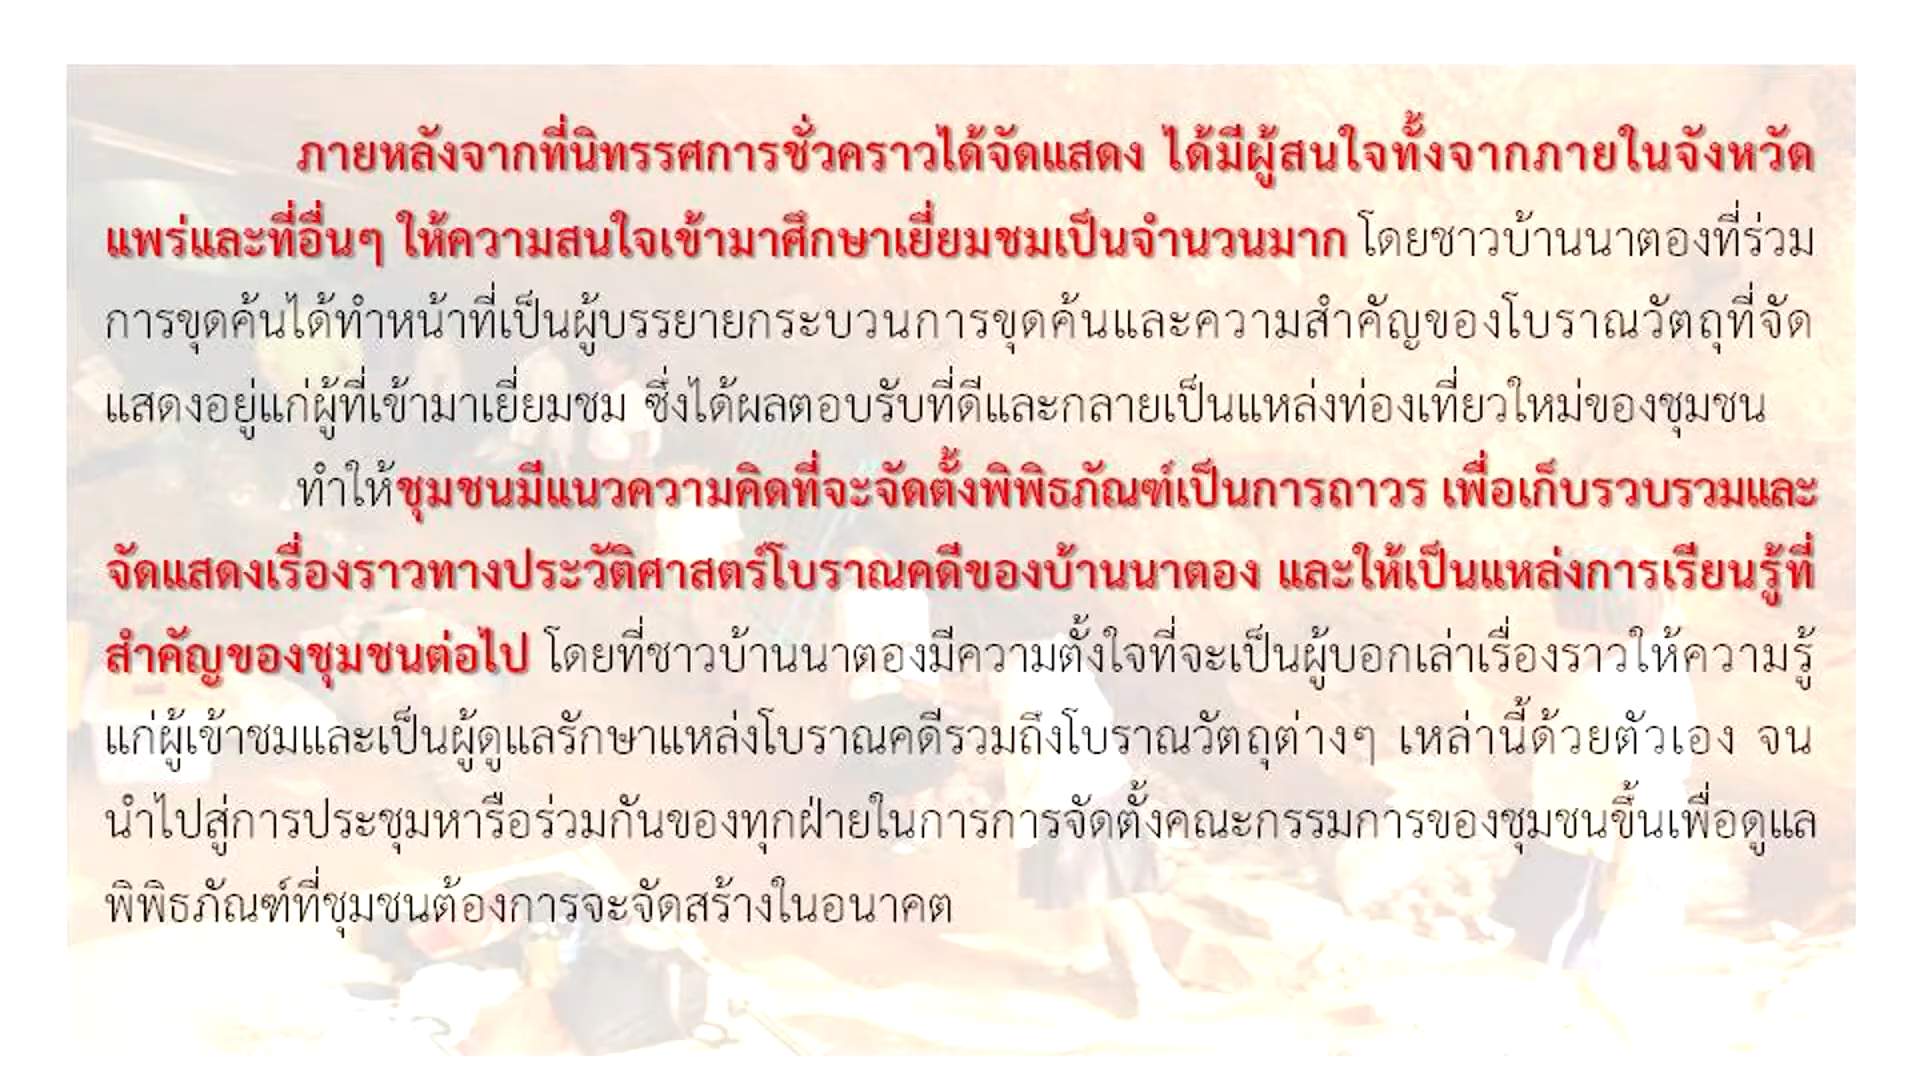 ภายหลังจากที่นิทรรศการชั่วคราวได้จัดแสดง ได้มีผู้สนใจทั้งจากภายในจังหวัด
แพร่และที่อื่นๆ ให้ความสนใจเข้ามาศึกษาเยี่ยมชมเป็นจำนวนมาก โดยชาวบ้านนาตองที่ร่วม
การขุดค้นได้ทำหน้าที่เป็นผู้บรรยายกระบวนการขุดค้นและความสำคัญของโบราณวัตถุที่จัด
แสดงอยู่แก่ผู้ที่เข้ามาเยี่ยมชม ซึ่งได้ผลตอบรับที่ดีและกลายเป็นแหล่งท่องเที่ยวใหม่ของชุมชน
ทำให้ชุมชนมีแนวความคิดที่จะจัดตั้งพิพิธภัณฑ์เป็นการถาวร เพื่อเก็บรวบรวมและ
จัดแสดงเรื่องราวทางประวัติศาสตร์โบราณคดีของบ้านนาตอง และให้เป็นแหล่งการเรียนรู้ที่
สำคัญของชุมชนต่อไป โดยที่ชาวบ้านนาตองมีความตั้งใจที่จะเป็นผู้บอกเล่าเรื่องราวให้ความรู้
แก่ผู้เข้าชมและเป็นผู้ดูแลรักษาแหล่งโบราณคดีรวมถึงโบราณวัตถุต่างๆ เหล่านี้ด้วยตัวเอง จน
นำไปสู่การประชุมหารือร่วมกันของทุกฝ่ายในการการจัดตั้งคณะกรรมการของชุมชนขึ้นเพื่อดูแล
พิพิธภัณฑ์ที่ชุมชนต้องการจะจัดสร้างในอนาคต